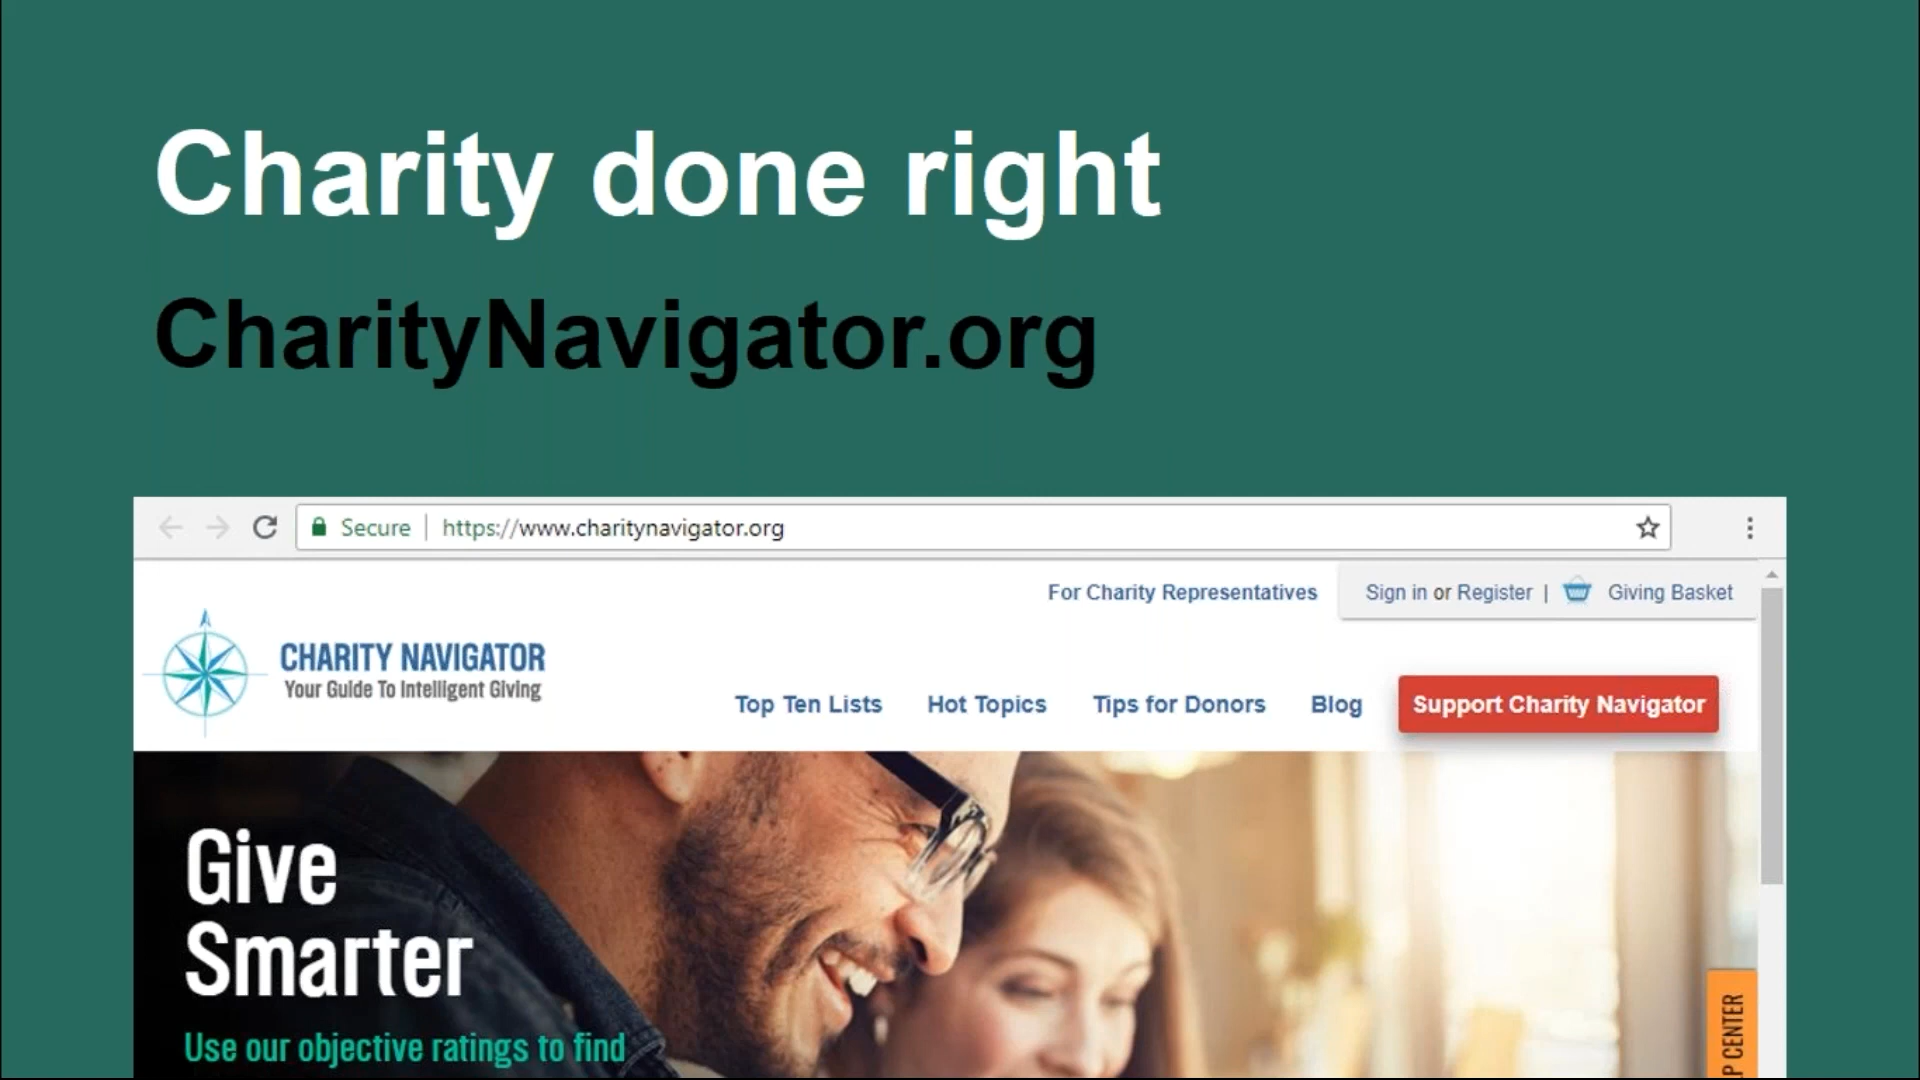 Charity done right
CharityNavigator.org
Secure | https://www.charitynavigator.org
For Charity Representatives Sign in or Register | Giving Basket
CHARITY NAVIGATOR
Your Guide To Intelligent Giving
Top Ten Lists Hot Topics Tips for Donors Blog Support Charity Navigator
Give
Smarter
Use our objective ratings to find
P CENTER